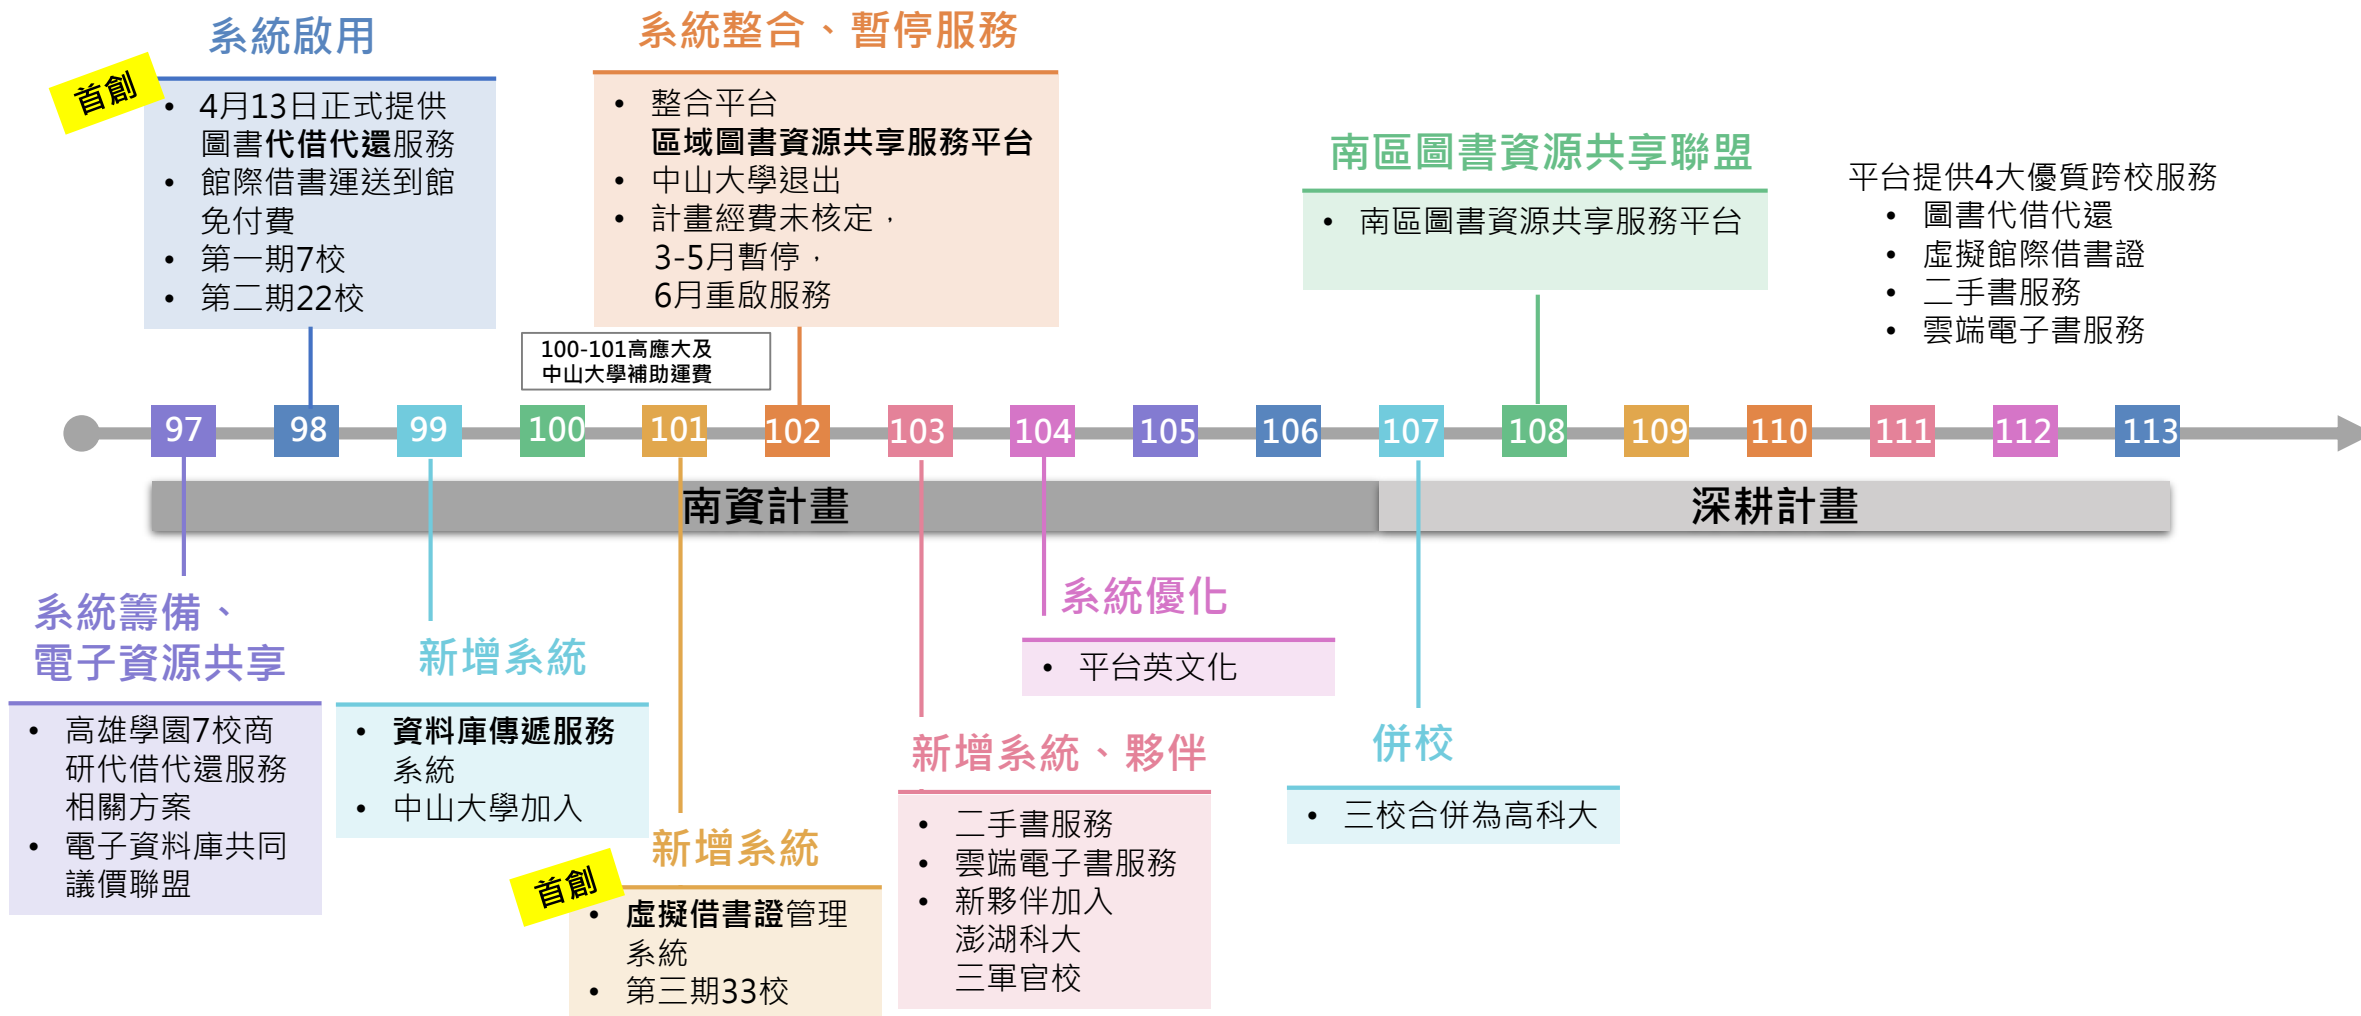 系統啟用
首創
• 4月13日正式提供
圖書代借代還服務
• 館際借書運送到館
免付費
• 第一期7校
• 第二期22校
系統整合、暫停服務
• 整合平台
區域圖書資源共享服務平台
• 中山大學退出
• 計畫經費未核定，
3-5月暫停，
6月重啟服務
100-101高應大及
中山大學補助運費
南區圖書資源共享聯盟
• 南區圖書資源共享服務平台
平台提供4大優質跨校服務
• 圖書代借代還
• 虛擬館際借書證
• 二手書服務
• 雲端電子書服務
97 98 99 100 101 102 103 104 105 106 107 108 109 110 111 112 113
南資計畫 深耕計畫
系統籌備、
電子資源共享
• 高雄學園7校商
研代借代還服務
相關方案
• 電子資料庫共同
議價聯盟
新增系統
• 資料庫傳遞服務
系統
• 中山大學加入
新增系統
首創
• 虛擬借書證管理
系統
• 第三期33校
新增系統、夥伴
• 二手書服務
• 雲端電子書服務
• 新夥伴加入
澎湖科大
三軍官校
系統優化
• 平台英文化
併校
• 三校合併為高科大